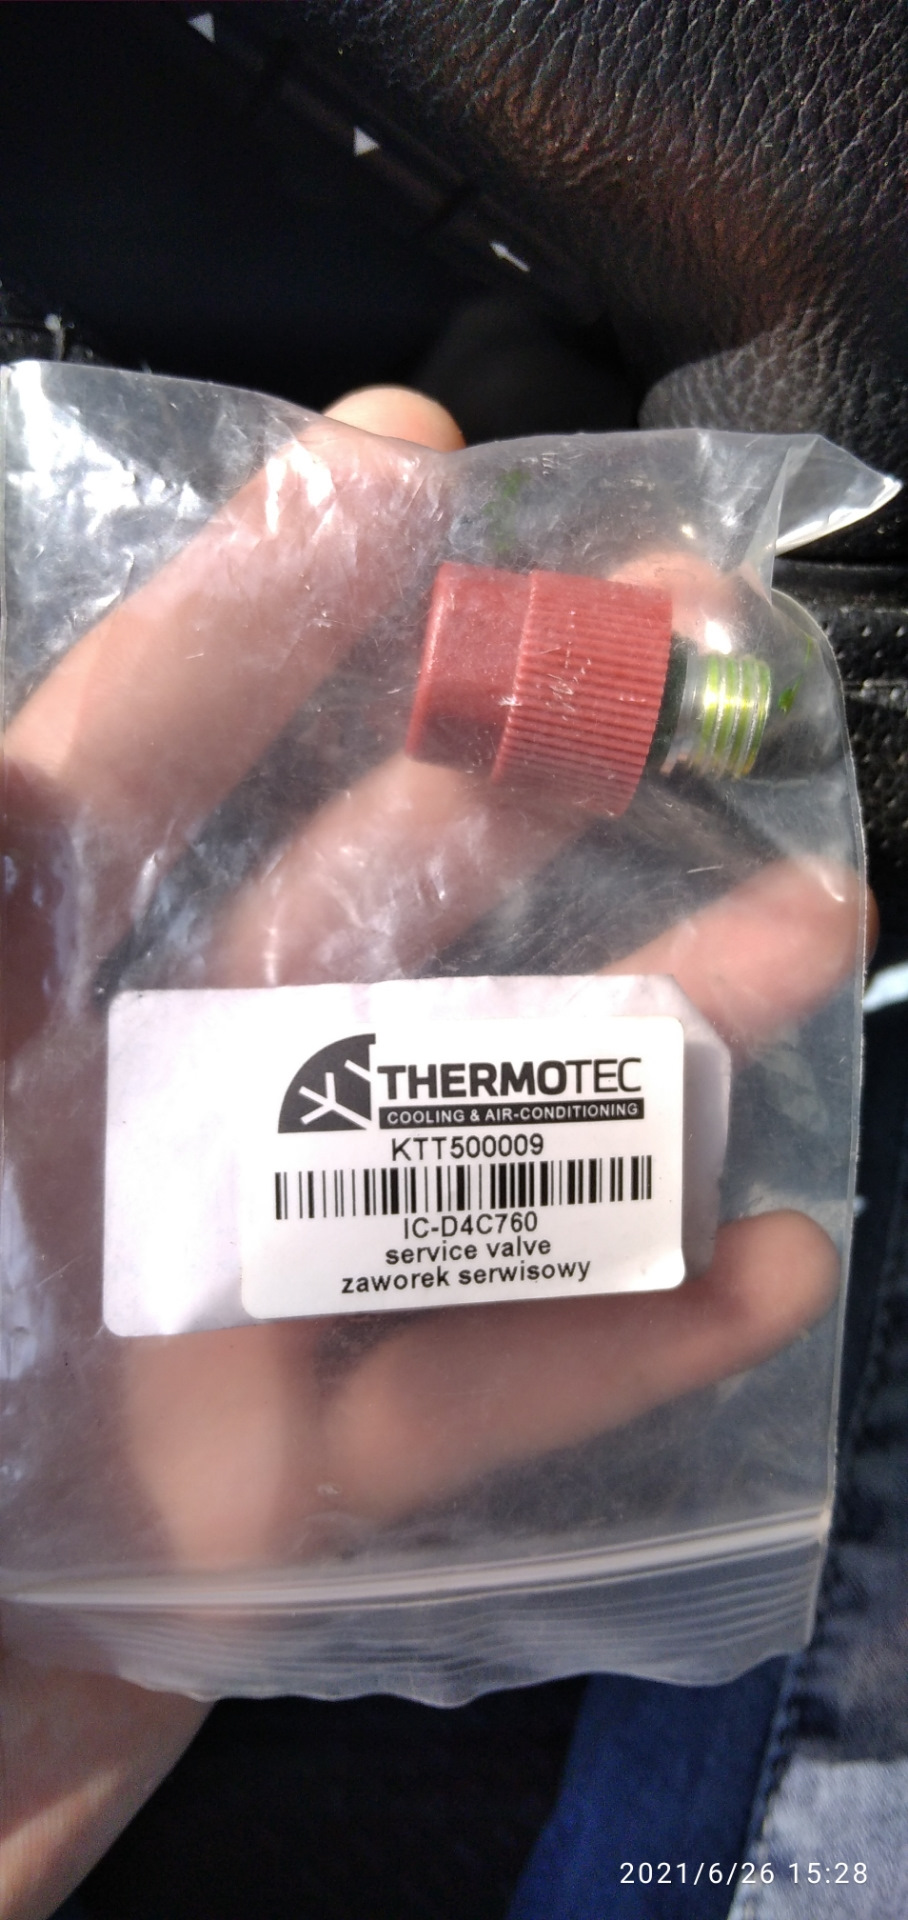 THERMOTEC
COOLING & AIR-CONDITIONING
KTT500009
IC-D4C760
service valve
zaworek serwisowy
2021/6/26 15:28